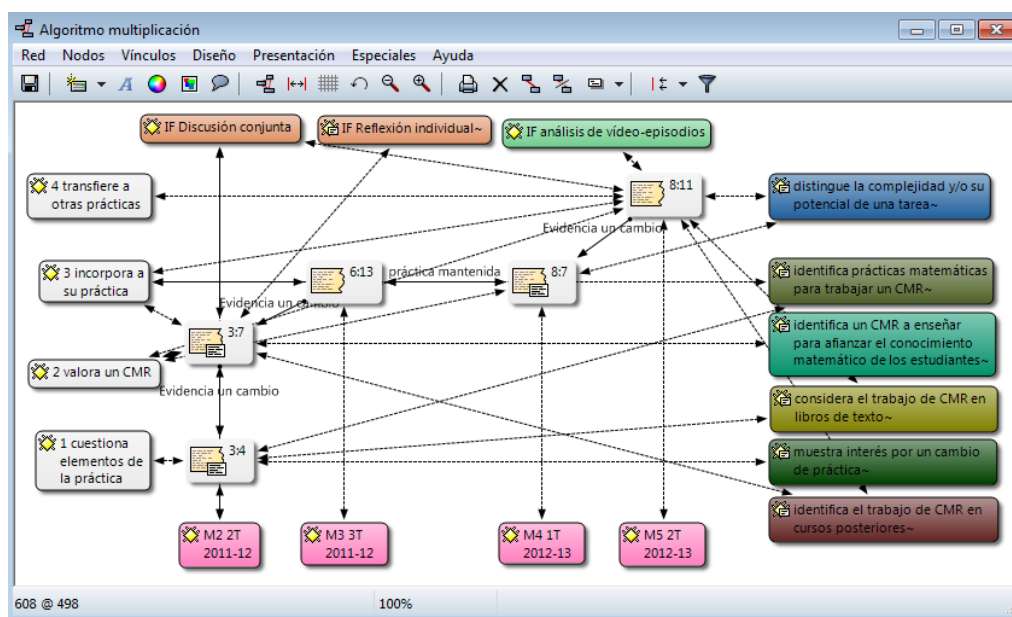 Algoritmo multiplicación
Red Nodos Vínculos Diseño Presentación Especiales Ayuda
IF Discusión conjunta
IF Reflexión individual~
IF análisis de vídeo-episodios
4 transfiere a
otras prácticas
8:11
distingue la complejidad y/o su
potencial de una tarea~
Evidencia un cambio
3 incorpora a
su práctica
6:13
práctica mantenida
8:7
identifica prácticas matemáticas
para trabajar un CMR~
Evidencia un cambio
3:7
identifica un CMR a enseñar
para afianzar el conocimiento
matemático de los estudiantes~
2 valora un CMR
Evidencia un cambio
considera el trabajo de CMR en
libros de texto~
1 cuestiona
elementos de
la práctica
3:4
muestra interés por un cambio
de práctica~
identifica el trabajo de CMR en
cursos posteriores~
M2 2T
2011-12
M3 3T
2011-12
M4 1T
2012-13
M5 2T
2012-13
608 @ 498
100%